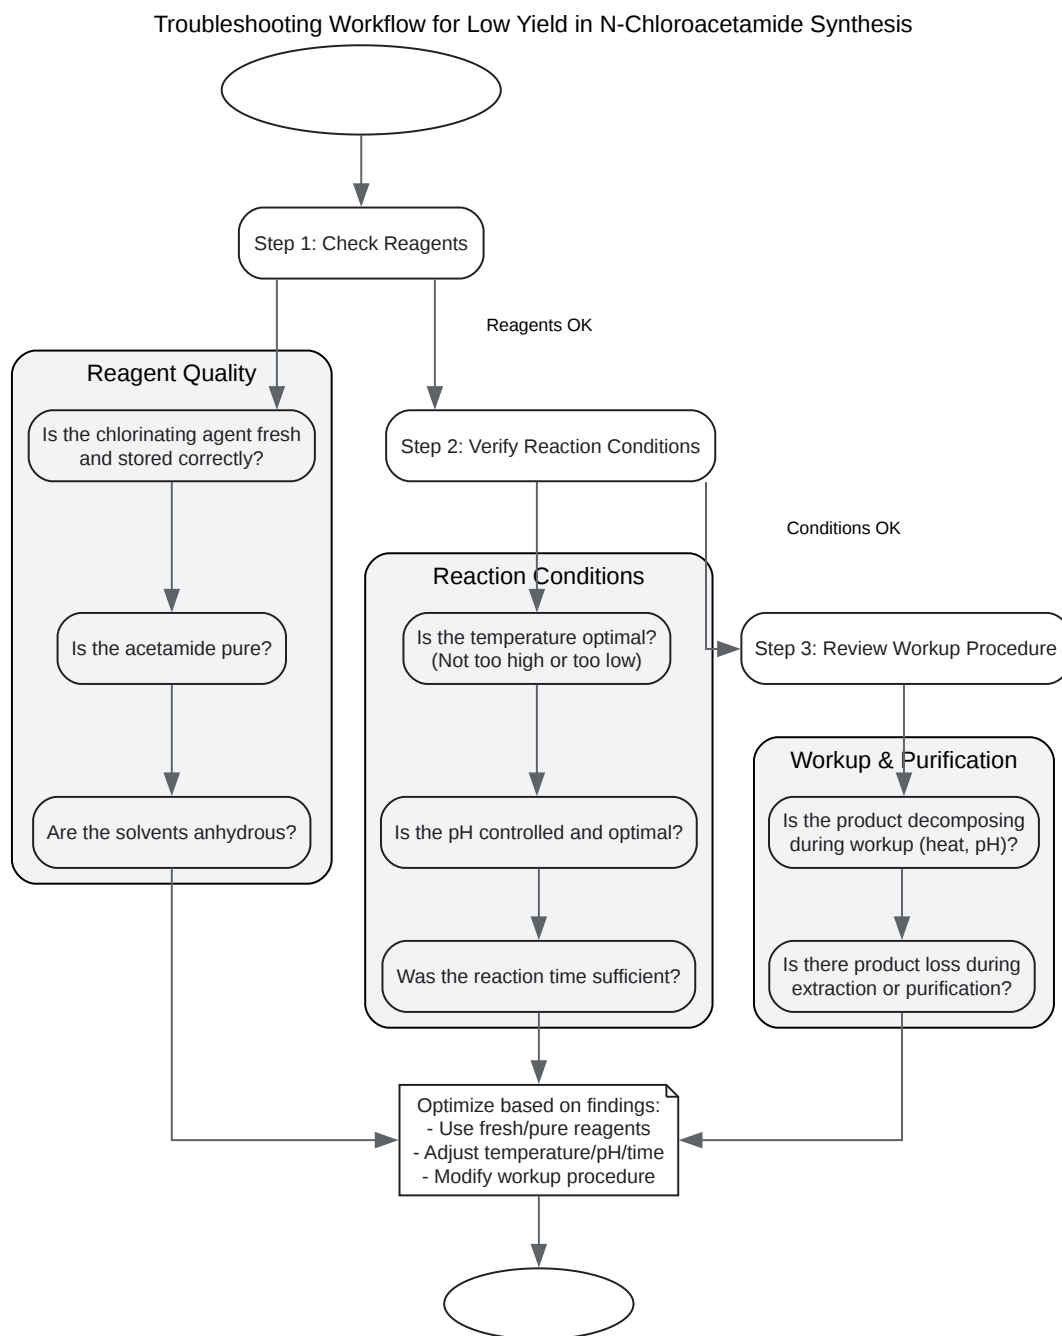 Troubleshooting Workflow for Low Yield in N-Chloroacetamide Synthesis
Step 1: Check Reagents
Reagents OK
Reagent Quality
Is the chlorinating agent fresh
and stored correctly?
Step 2: Verify Reaction Conditions
Conditions OK
Reaction Conditions
Is the acetamide pure?
Is the temperature optimal?
(Not too high or too low)
Step 3: Review Workup Procedure
Workup & Purification
Are the solvents anhydrous?
Is the pH controlled and optimal?
Is the product decomposing
during workup (heat, pH)?
Was the reaction time sufficient?
Is there product loss during
extraction or purification?
Optimize based on findings:
- Use fresh/pure reagents
- Adjust temperature/pH/time
- Modify workup procedure